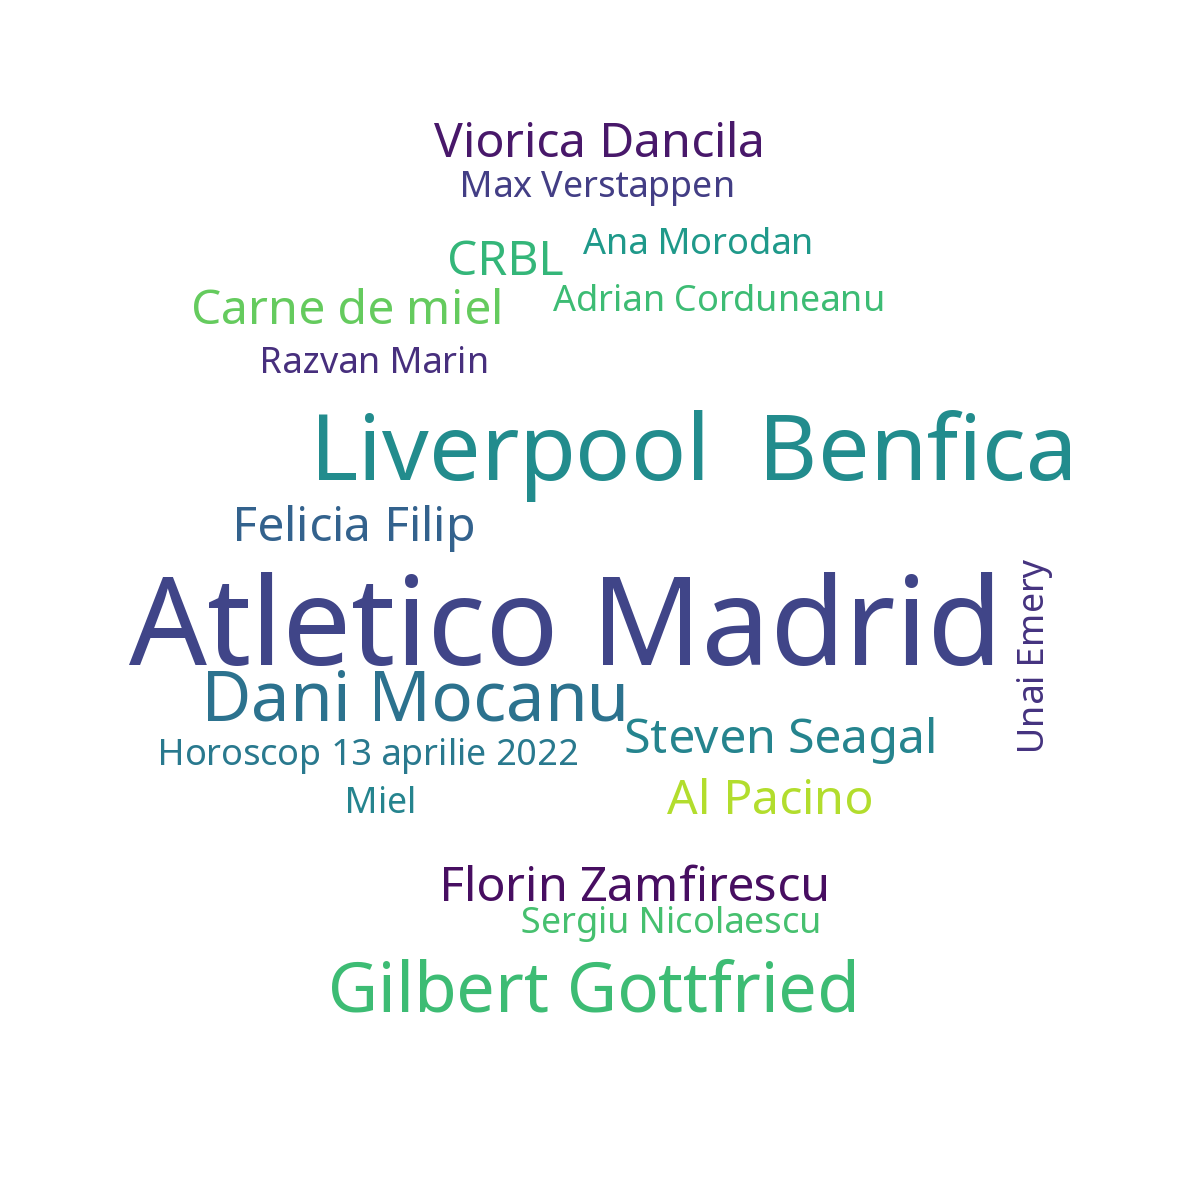 Viorica Dancila
Max Verstappen
Ana Morodan
CRBL
Adrian Corduneanu
Carne de miel
Razvan Marin
Liverpool  Benfica
Felicia Filip
Atletico Madrid
Unai Emery
Dani Mocanu
Steven Seagal
Horoscop 13 aprilie 2022
Miel
Al Pacino
Florin Zamfirescu
Sergiu Nicolaescu
Gilbert Gottfried